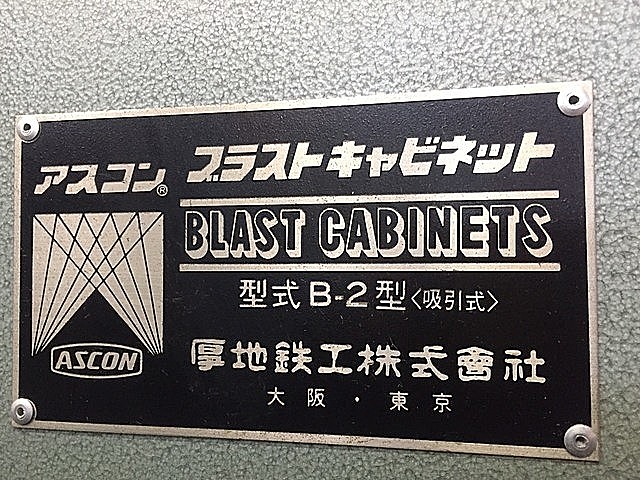 アスコン®
ブラストキャビネット
BLAST CABINETS
型式B-2型〈吸引式〉
ASCON
厚地鉄工株式會社
大阪・東京